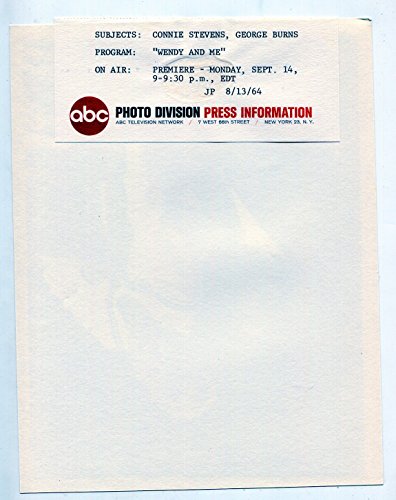 SUBJECTS: CONNIE STEVENS, GEORGE BURNS
PROGRAM: "WENDY AND ME"
ON AIR: PREMIERE - MONDAY, SEPT. 14,
9-9:30 p.m., EDT
JP 8/13/64
abc PHOTO DIVISION PRESS INFORMATION
ABC TELEVISION NETWORK / 7 WEST 66th STREET / NEW YORK 23, N. Y.